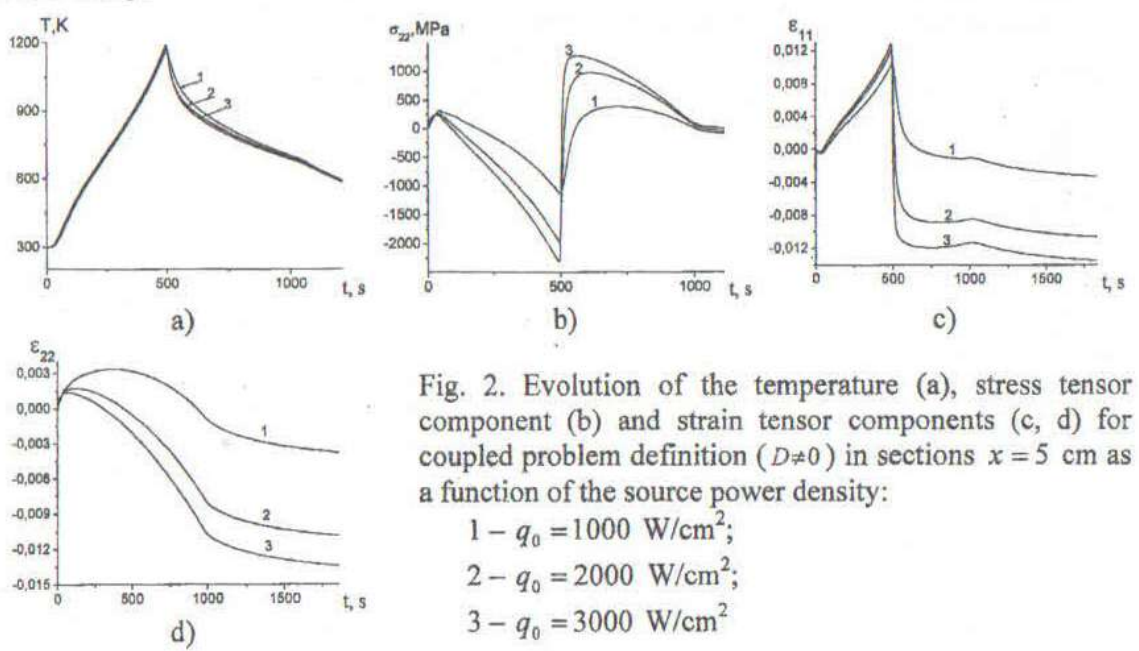 T,K
1200
900
600
300
0
500
1000
t, s
1
2
3
a)
σ₂₂,MPa
1000
500
0
-500
-1000
-1500
-2000
0
500
1000
t, s
3
2
1
b)
ε₁₁
0,012
0,008
0,004
0,000
-0,004
-0,008
-0,012
0
500
1000
1500
t, s
1
2
3
c)
ε₂₂
0,003
0,000
-0,003
-0,006
-0,009
-0,012
-0,015
0
500
1000
1500
t, s
1
2
3
d)
Fig. 2. Evolution of the temperature (a), stress tensor
component (b) and strain tensor components (c, d) for
coupled problem definition (D≠0) in sections x = 5 cm as
a function of the source power density:
1 – q₀ = 1000 W/cm²;
2 – q₀ = 2000 W/cm²;
3 – q₀ = 3000 W/cm²